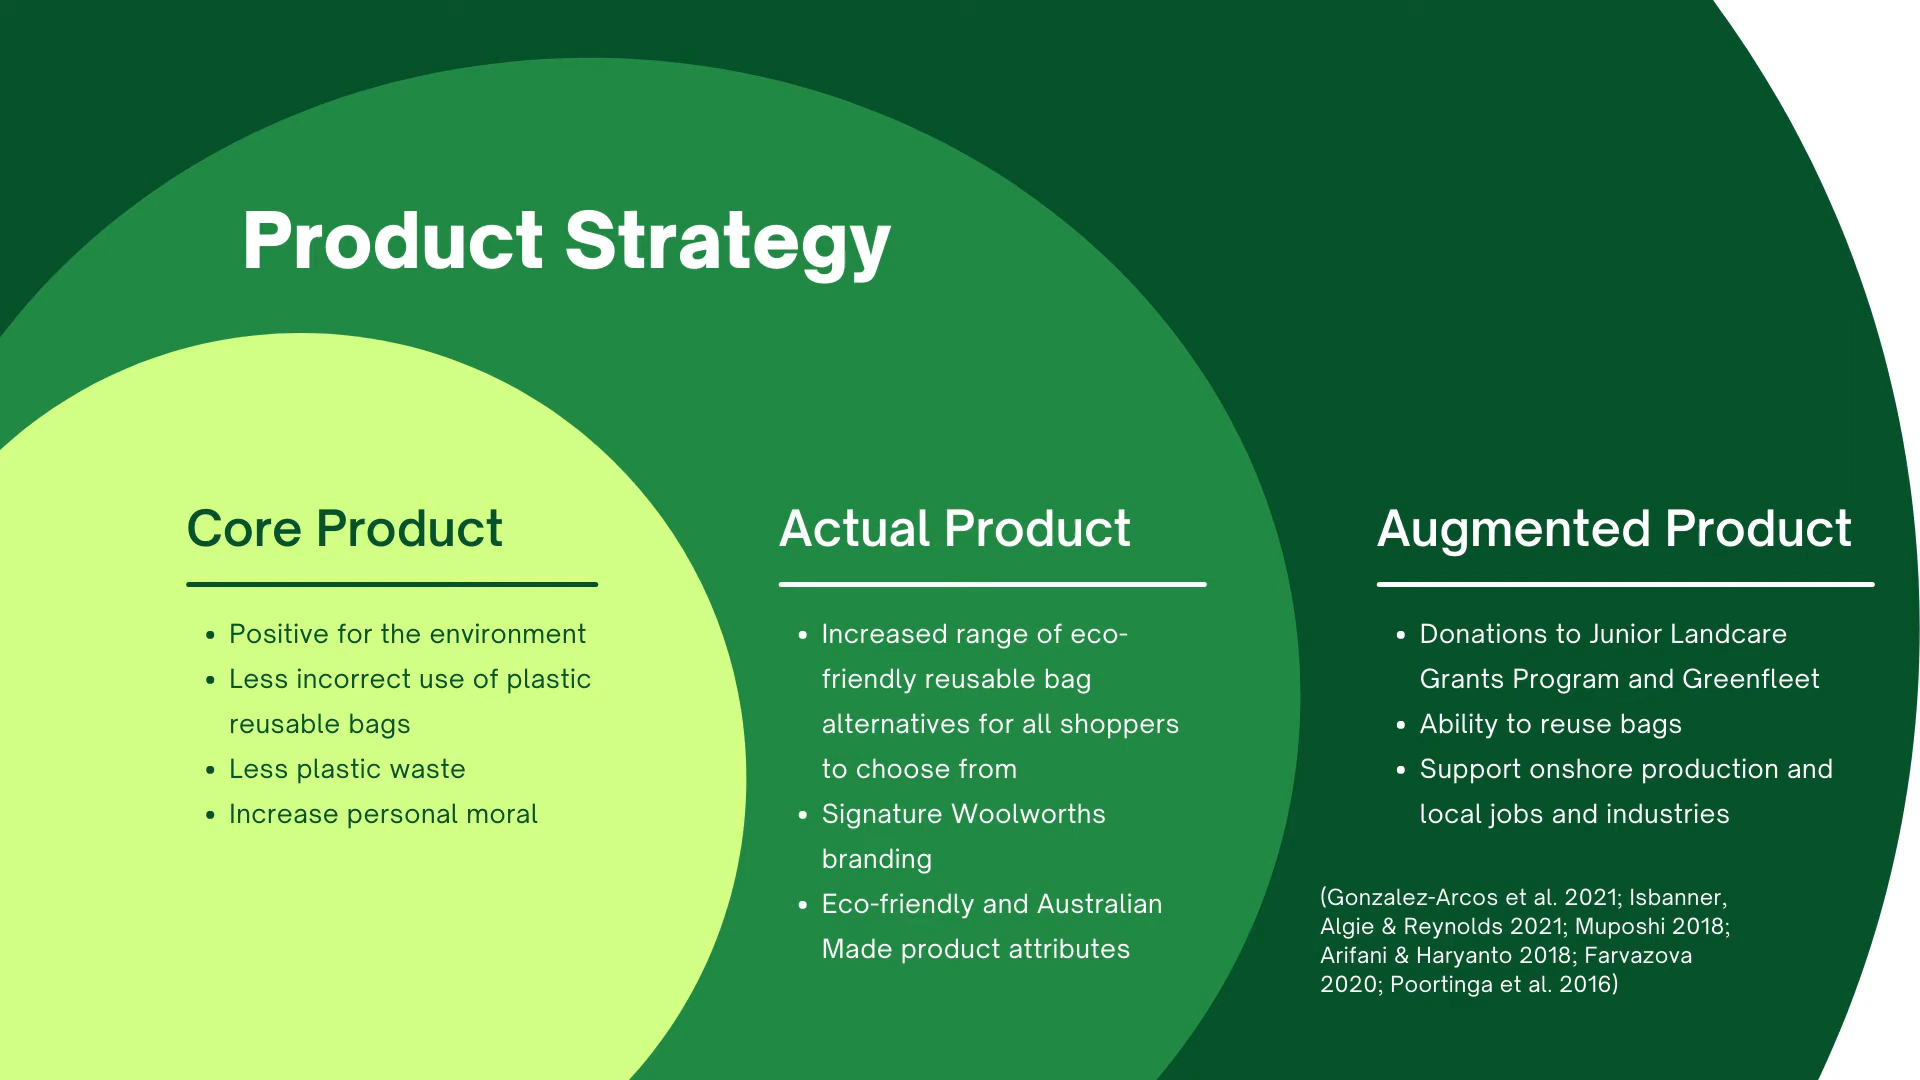 Product Strategy
Core Product
• Positive for the environment
• Less incorrect use of plastic
reusable bags
• Less plastic waste
• Increase personal moral
Actual Product
• Increased range of eco-
friendly reusable bag
alternatives for all shoppers
to choose from
• Signature Woolworths
branding
• Eco-friendly and Australian
Made product attributes
Augmented Product
• Donations to Junior Landcare
Grants Program and Greenfleet
• Ability to reuse bags
• Support onshore production and
local jobs and industries
(Gonzalez-Arcos et al. 2021; Isbanner,
Algie & Reynolds 2021; Muposhi 2018;
Arifani & Haryanto 2018; Farvazova
2020; Poortinga et al. 2016)